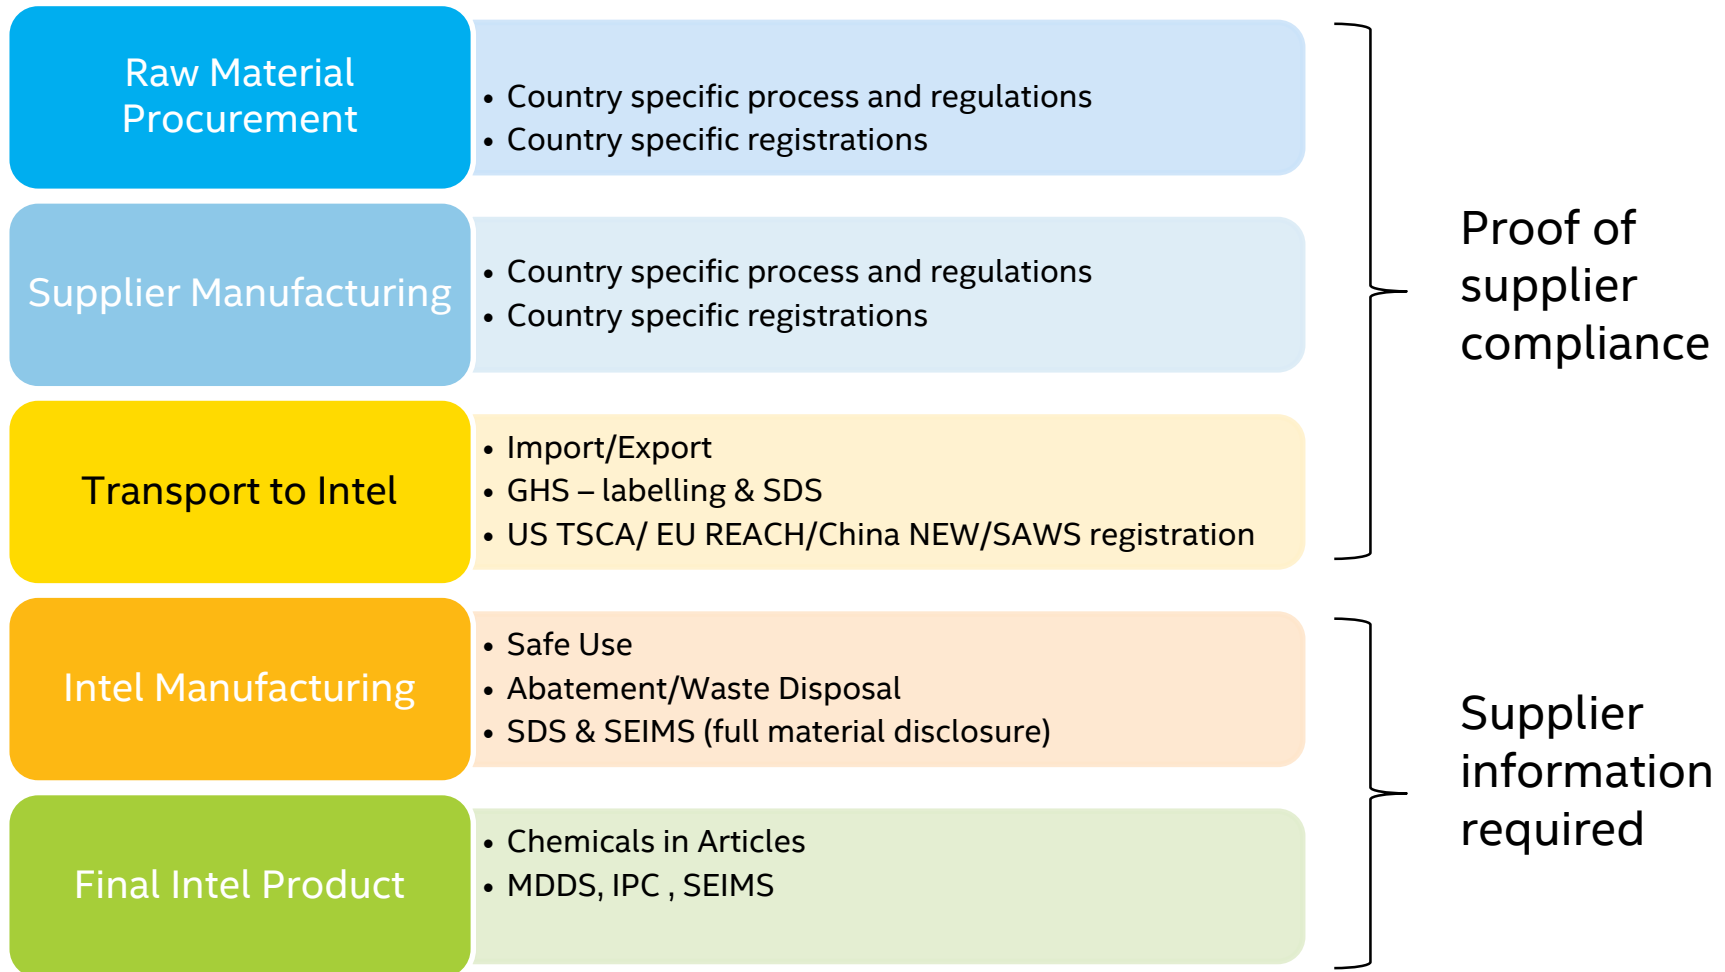 Raw Material
Procurement
• Country specific process and regulations
• Country specific registrations
Supplier Manufacturing
• Country specific process and regulations
• Country specific registrations
Transport to Intel
• Import/Export
• GHS – labelling & SDS
• US TSCA/ EU REACH/China NEW/SAWS registration
Proof of
supplier
compliance
Intel Manufacturing
• Safe Use
• Abatement/Waste Disposal
• SDS & SEIMS (full material disclosure)
Final Intel Product
• Chemicals in Articles
• MDDS, IPC , SEIMS
Supplier
information
required